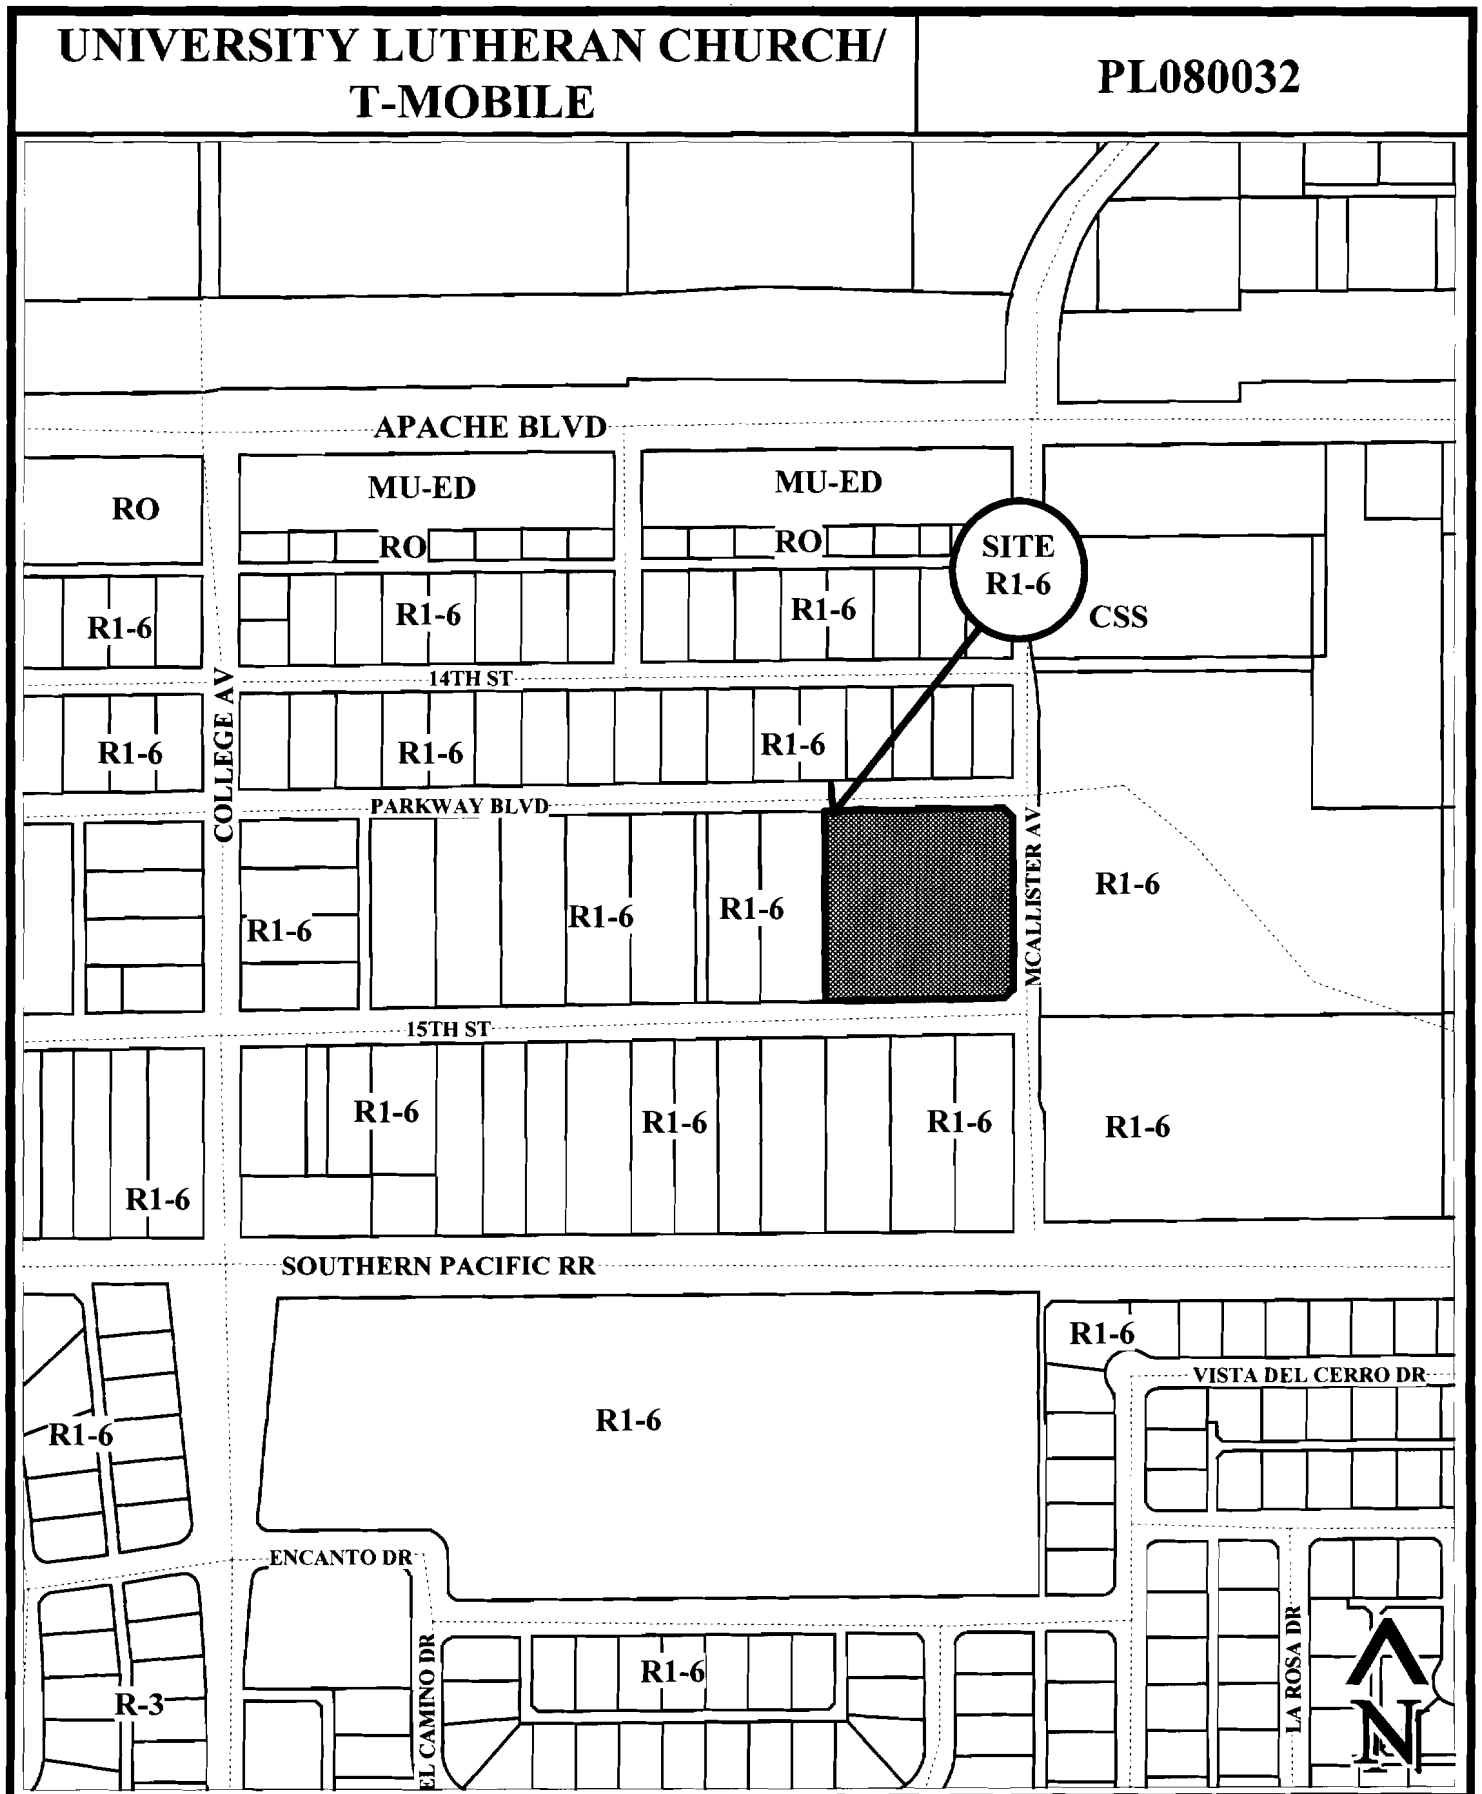 UNIVERSITY LUTHERAN CHURCH/
T-MOBILE
PL080032
APACHE BLVD
MU-ED
MU-ED
RO
RO
RO
SITE
R1-6
R1-6
R1-6
R1-6
CSS
14TH ST
COLLEGE AV
R1-6
R1-6
R1-6
PARKWAY BLVD
MCALLISTER AV
R1-6
R1-6
R1-6
R1-6
15TH ST
R1-6
R1-6
R1-6
R1-6
R1-6
SOUTHERN PACIFIC RR
R1-6
VISTA DEL CERRO DR
R1-6
R1-6
ENCANTO DR
EL CAMINO DR
R1-6
LA ROSA DR
R-3
N